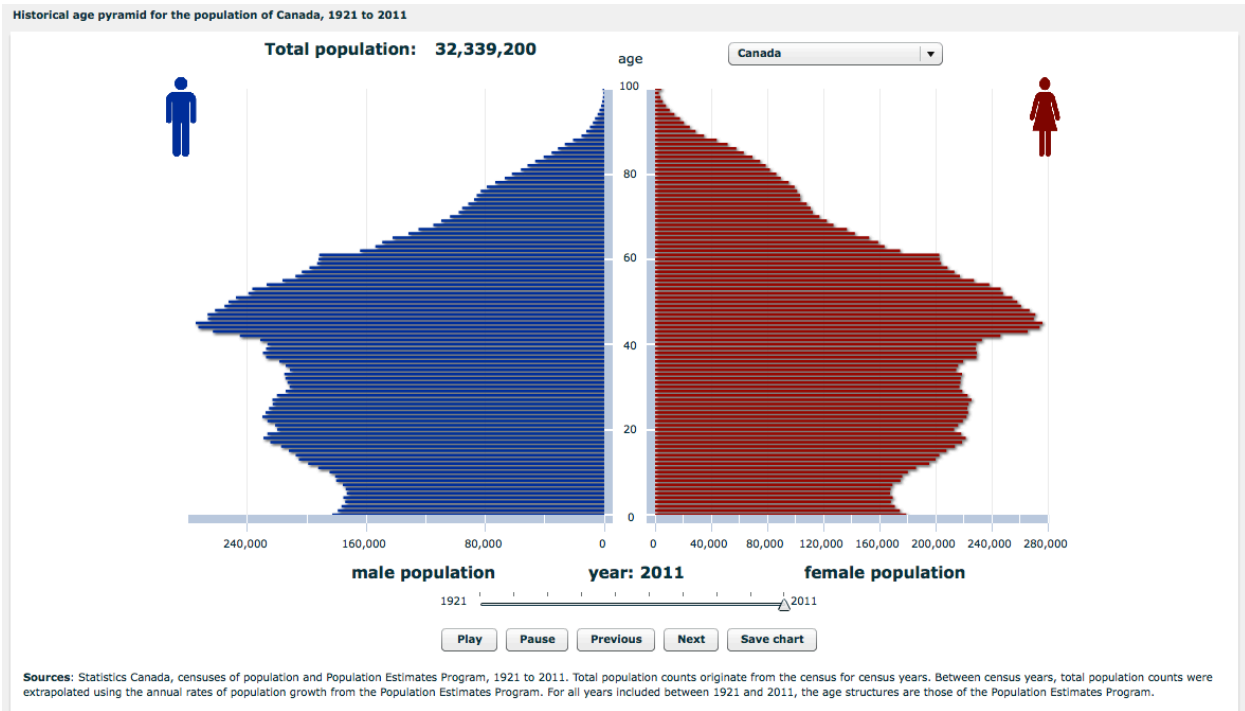 Historical age pyramid for the population of Canada, 1921 to 2011
Total population: 32,339,200
age
Canada
100
80
60
40
20
0
240,000 160,000 80,000 0 0 40,000 80,000 120,000 160,000 200,000 240,000 280,000
male population year: 2011 female population
1921 2011
Play Pause Previous Next Save chart
Sources: Statistics Canada, censuses of population and Population Estimates Program, 1921 to 2011. Total population counts originate from the census for census years. Between census years, total population counts were
extrapolated using the annual rates of population growth from the Population Estimates Program. For all years included between 1921 and 2011, the age structures are those of the Population Estimates Program.